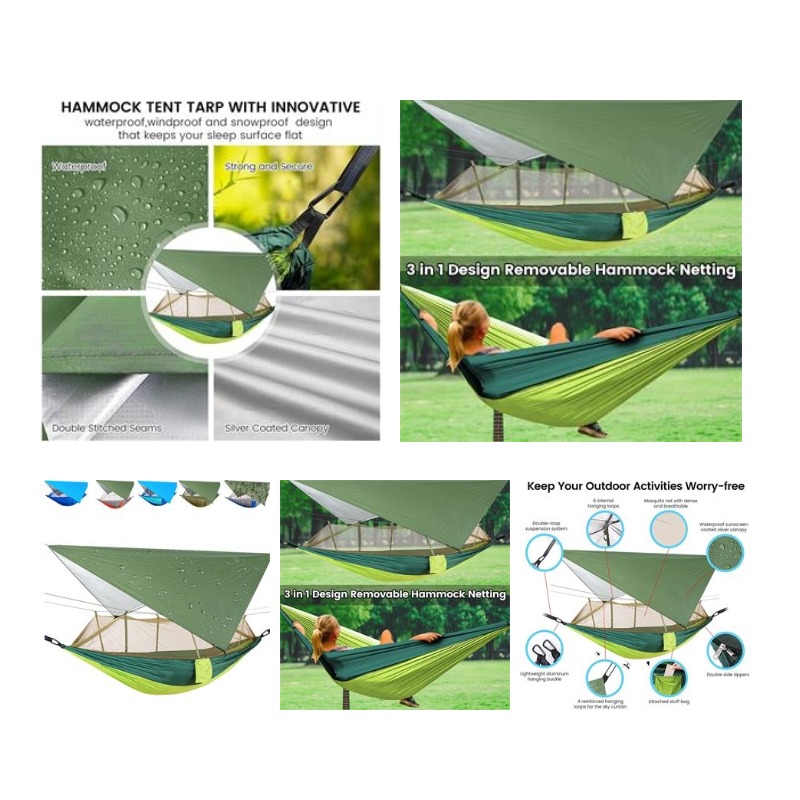 HAMMOCK TENT TARP WITH INNOVATIVE
waterproof,windproof and snowproof design
that keeps your sleep surface flat
Waterproof
Strong and Secure
Double Stitched Seams
Silver Coated Canopy
3 in 1 Design Removable Hammock Netting
3 in 1 Design Removable Hammock Netting
Keep Your Outdoor Activities Worry-free
6 internal
hanging loops
Mosquito net with dense
and breathable
Double-loop
suspension system
Waterproof sunscreen
coated silver canopy
Lightweight aluminum
hanging buckle
4 reinforced hanging
loops for the sky curtain
Attached stuff bag
Double side zippers